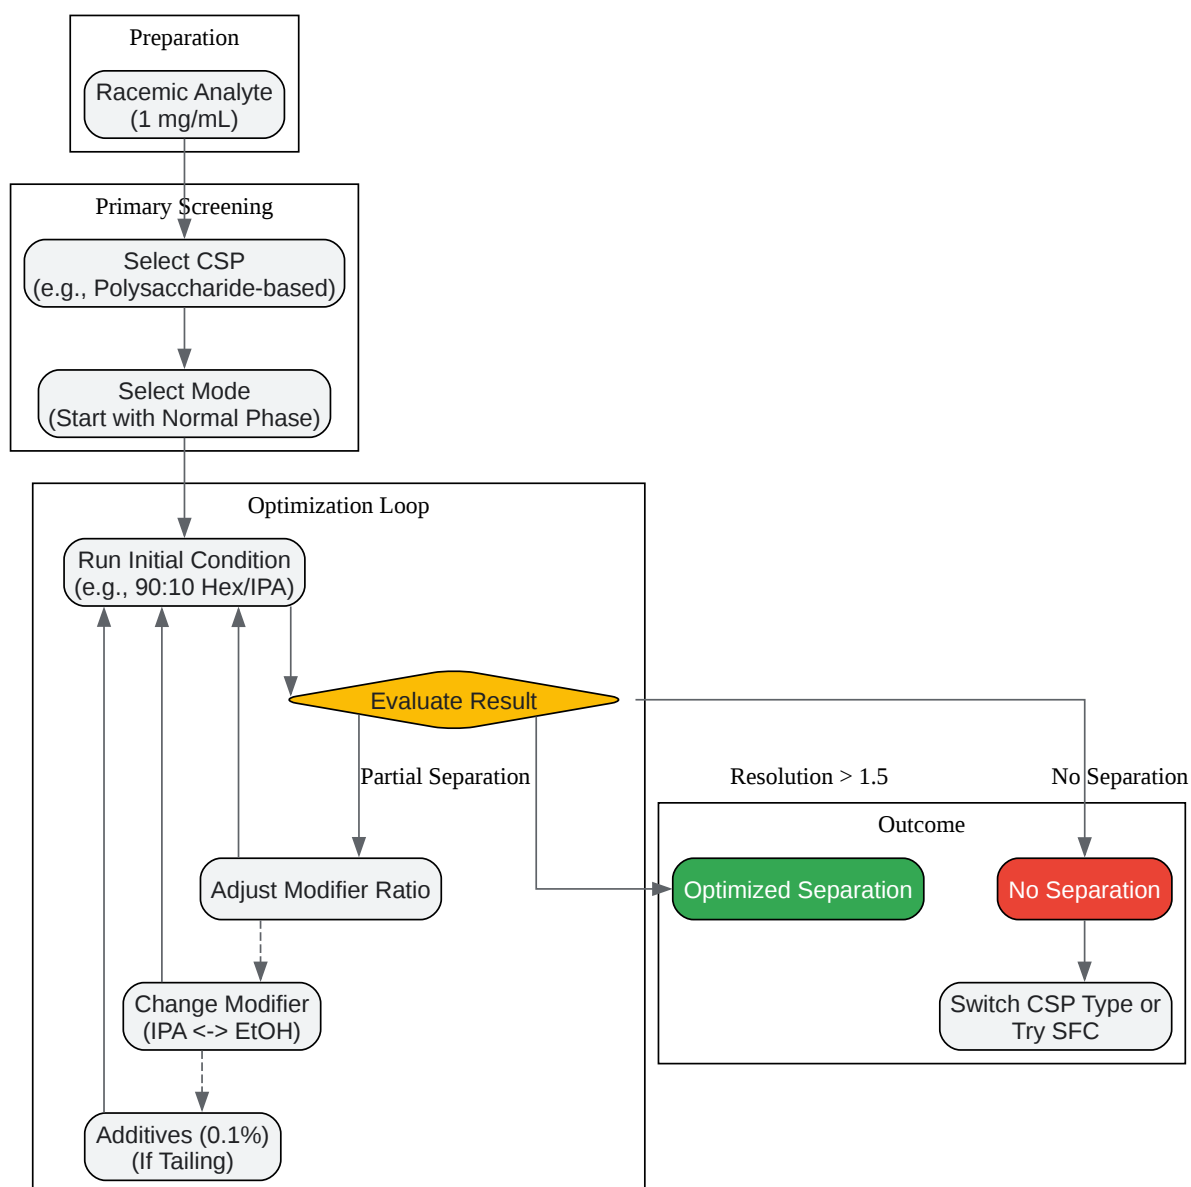 Preparation
Racemic Analyte
(1 mg/mL)
Primary Screening
Select CSP
(e.g., Polysaccharide-based)
Select Mode
(Start with Normal Phase)
Optimization Loop
Run Initial Condition
(e.g., 90:10 Hex/IPA)
Evaluate Result
Partial Separation
Resolution > 1.5
No Separation
Outcome
Adjust Modifier Ratio
Optimized Separation
No Separation
Change Modifier
(IPA <-> EtOH)
Switch CSP Type or
Try SFC
Additives (0.1%)
(If Tailing)